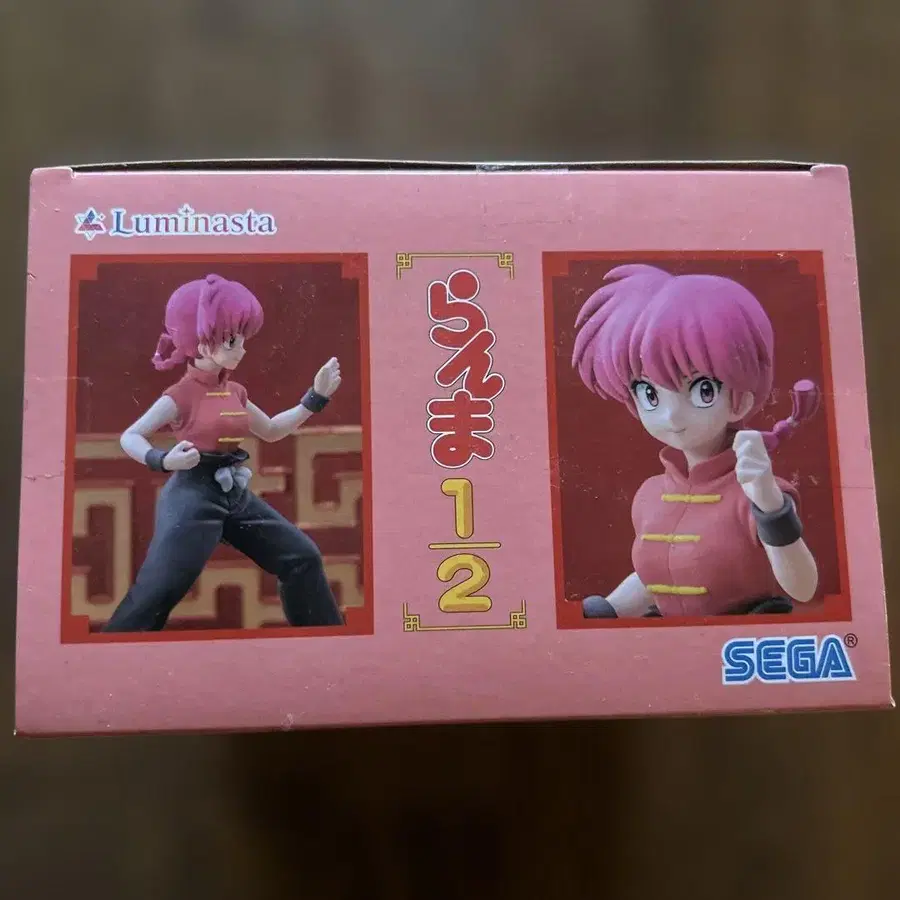 Luminasta
らんま
1/2
SEGA®